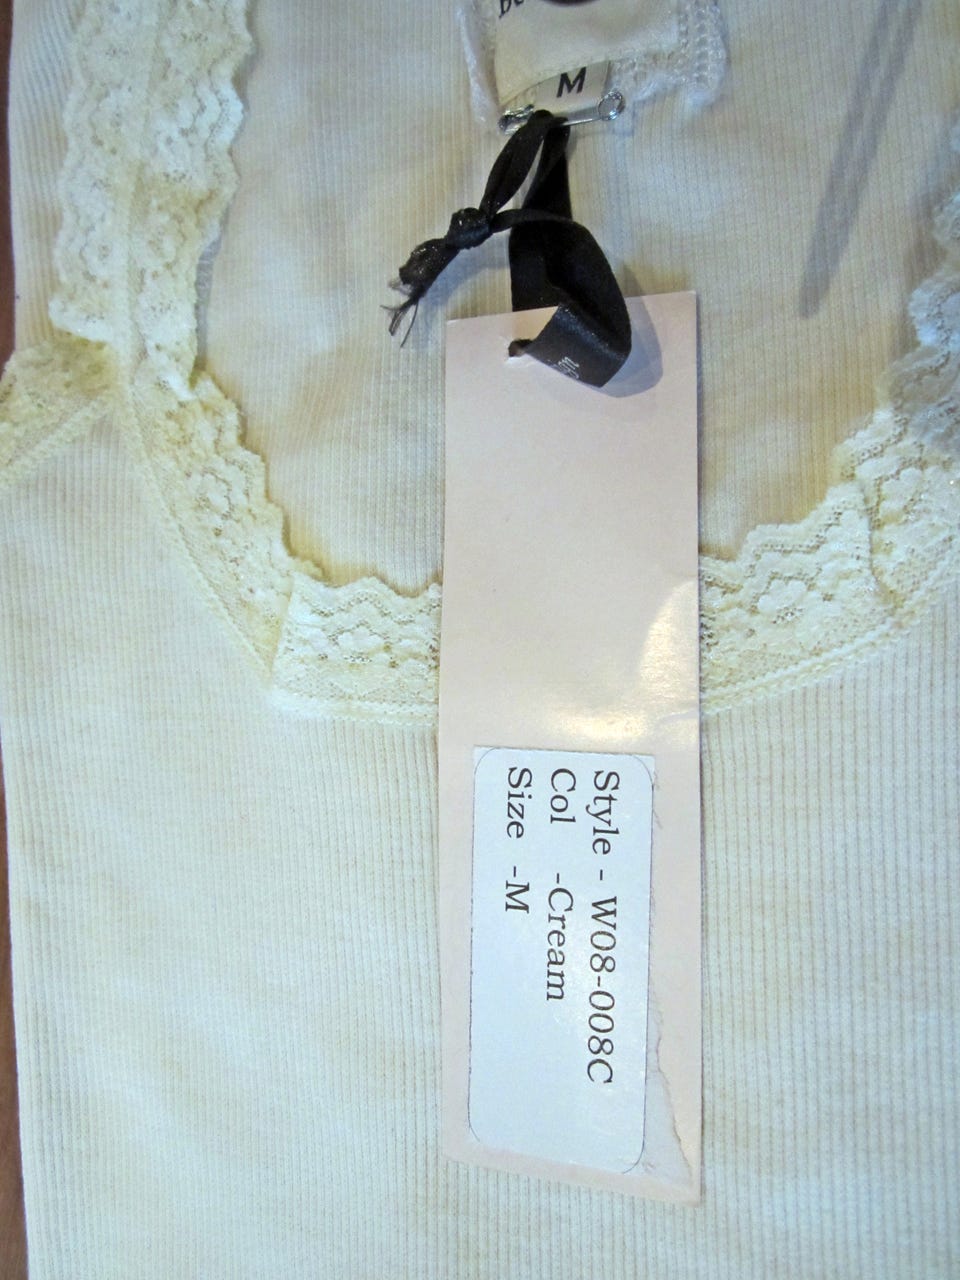 M
Style - W08-008C
Col -Cream
Size -M